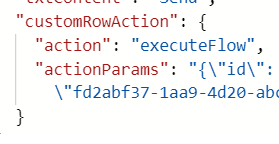 "customRowAction": {
"action": "executeFlow",
"actionParams": "{\"id\":
\"fd2abf37-1aa9-4d20-abc
}